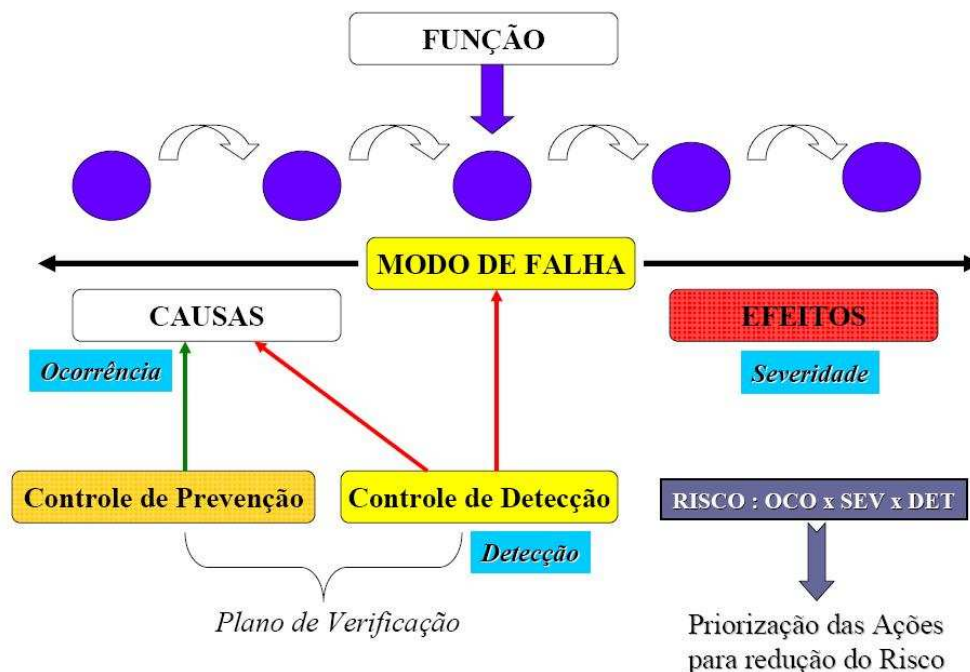 FUNÇÃO
MODO DE FALHA
CAUSAS
EFEITOS
Ocorrência
Severidade
Controle de Prevenção
Controle de Detecção
RISCO : OCO x SEV x DET
Detecção
Plano de Verificação
Priorização das Ações
para redução do Risco